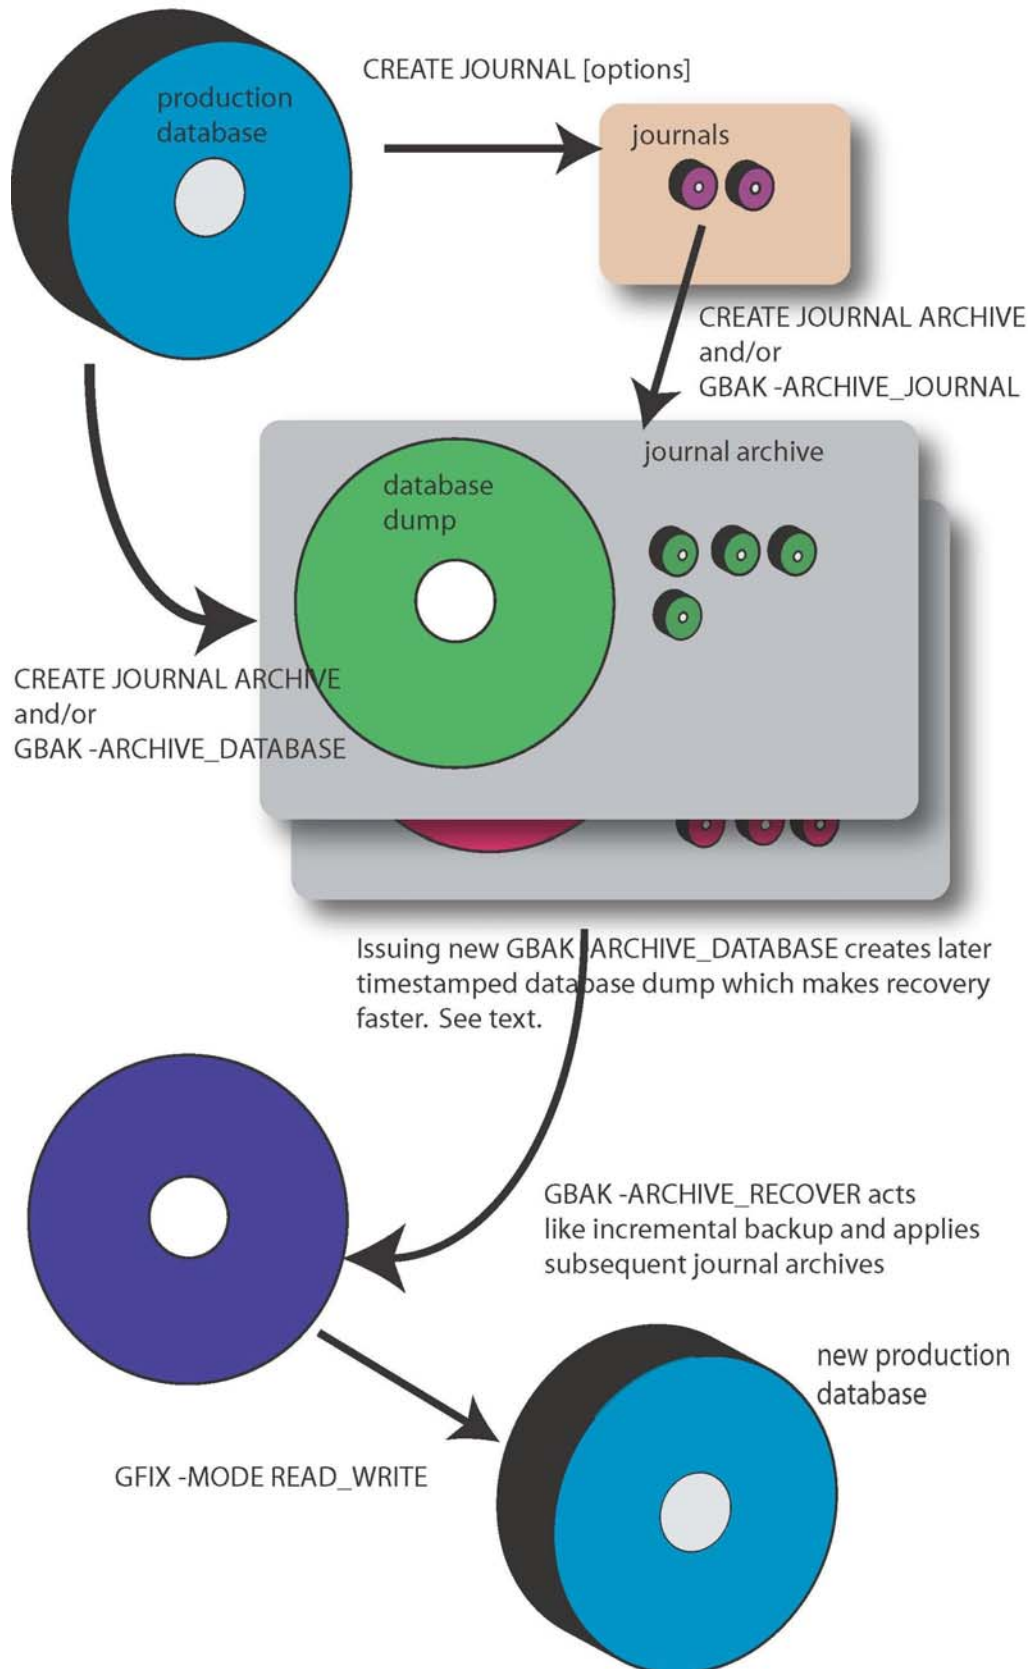 CREATE JOURNAL [options]
production
database
journals
CREATE JOURNAL ARCHIVE
and/or
GBAK -ARCHIVE_JOURNAL
journal archive
database
dump
CREATE JOURNAL ARCHIVE
and/or
GBAK -ARCHIVE_DATABASE
Issuing new GBAK -ARCHIVE_DATABASE creates later
timestamped database dump which makes recovery
faster. See text.
GBAK -ARCHIVE_RECOVER acts
like incremental backup and applies
subsequent journal archives
new production
database
GFIX -MODE READ_WRITE